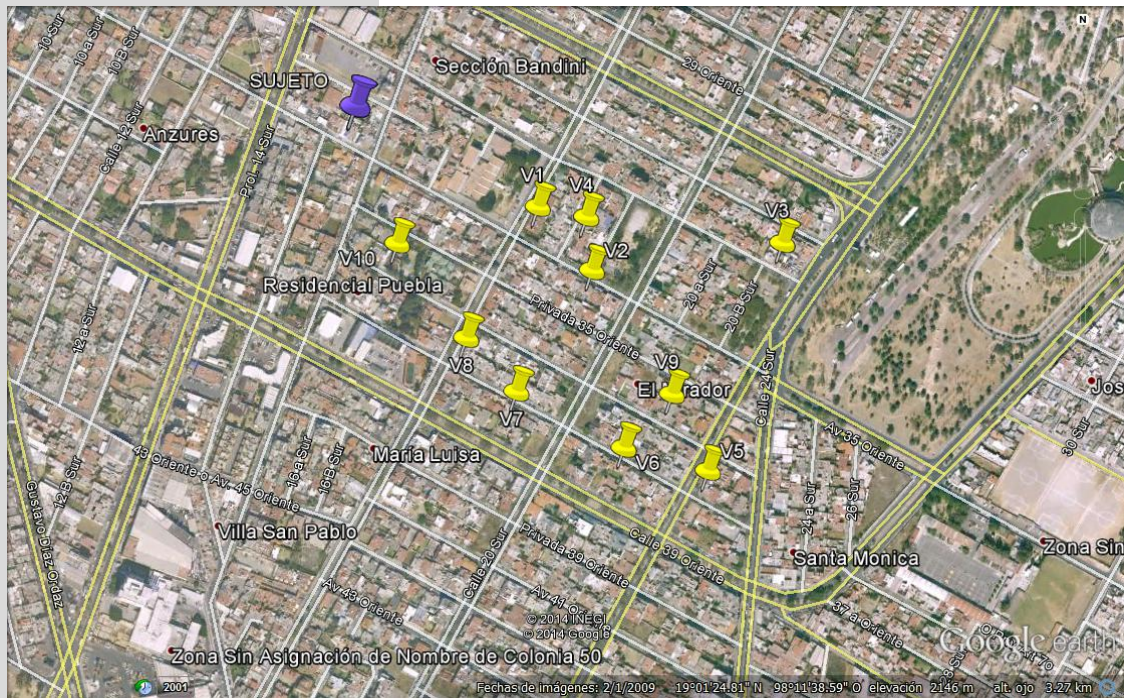 10 Sur
10 a Sur
10 B Sur
Calle 12 Sur
Anzures
SUJETO
Prol. 14 Sur
Sección Bandini
29 Oriente
N
V1
V4
V3
V2
V10
Residencial Puebla
Privada 35 Oriente
20 a Sur
20 B Sur
12 a Sur
V8
V9
V7
Calle 24 Sur
Av 35 Oriente
30 Sur
María Luisa
V6
V5
43 Oriente o Av. 45 Oriente
16 a Sur
16 B Sur
12 B Sur
Gustavo Díaz Ordaz
Villa San Pablo
24 a Sur
26 Sur
Calle 20 Sur
Privada 39 Oriente
Calle 39 Oriente
Santa Monica
Zona Sin
Av 43 Oriente
37 a Oriente
© 2014 INEGI
© 2014 Google
Google earth
Zona Sin Asignación de Nombre de Colonia 50
2001
Fechas de imágenes: 2/1/2009 19°01'24.81" N 98°11'38.59" O elevación 2146 m alt. ojo 3.27 km